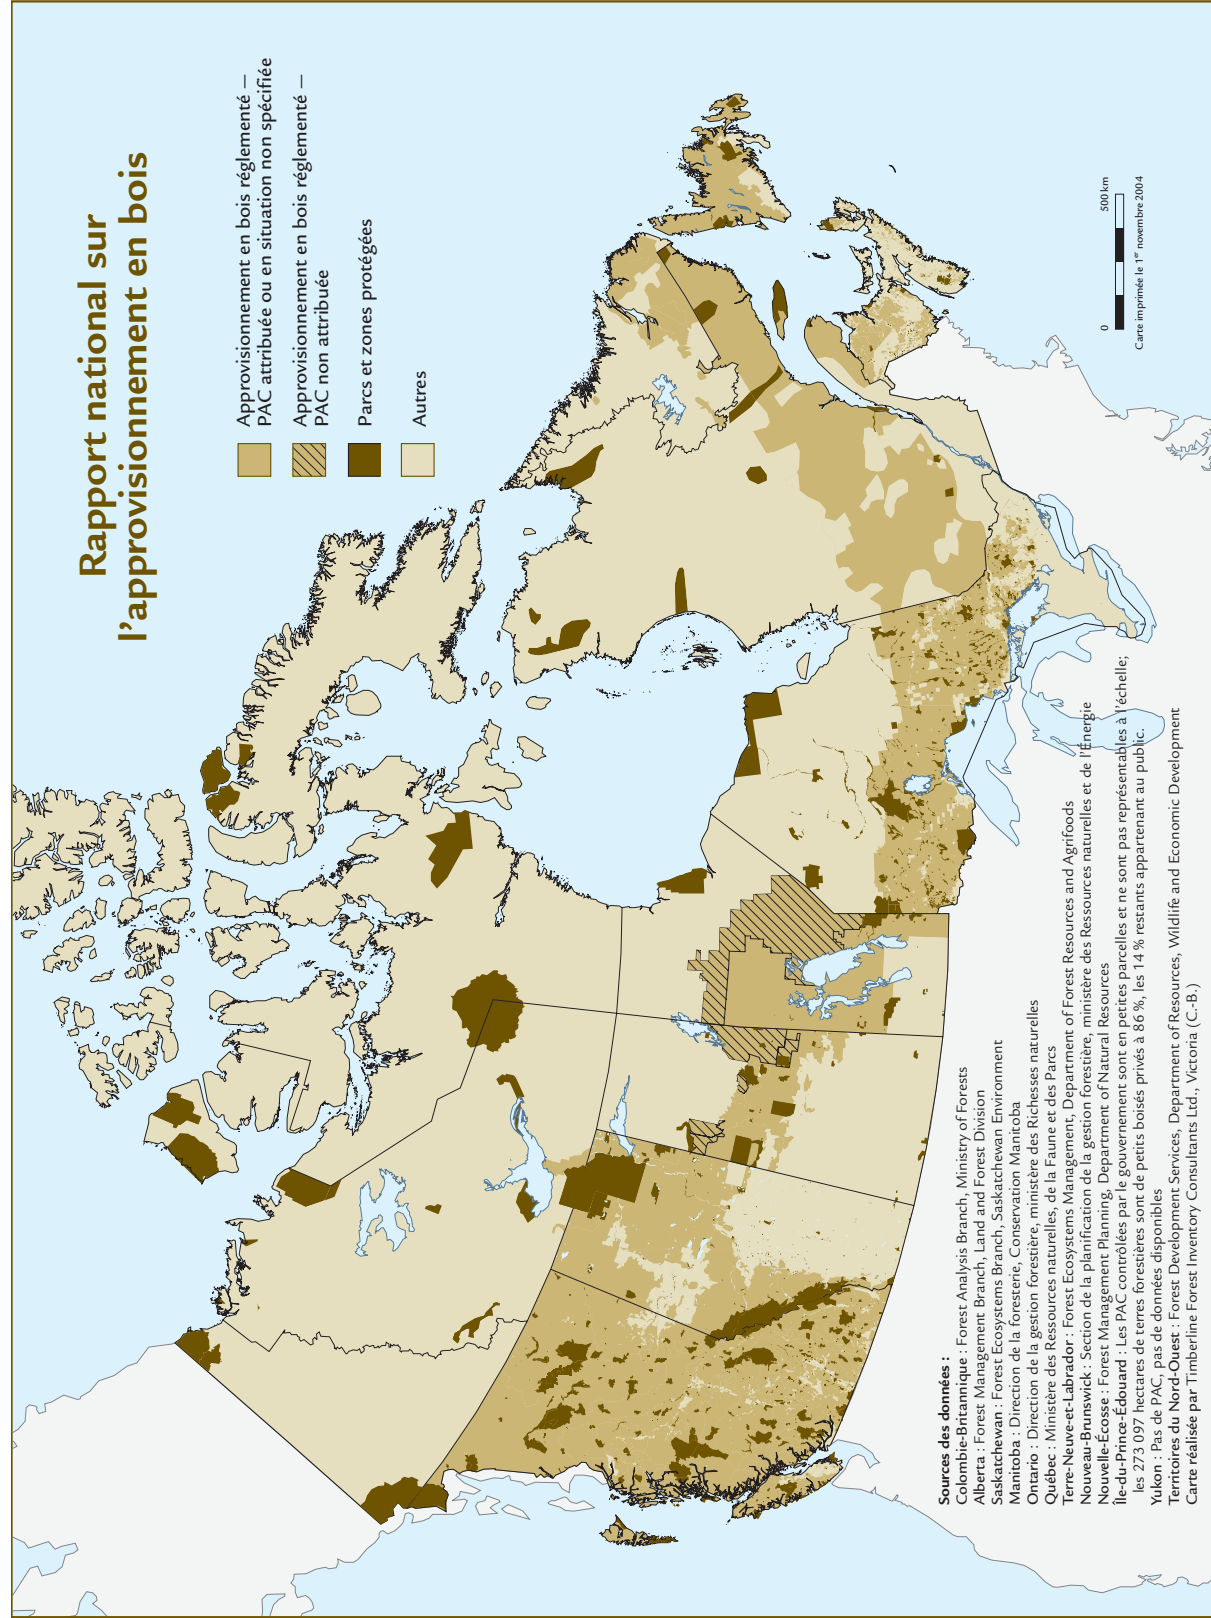 Rapport national sur
l'approvisionnement en bois
Approvisionnement en bois réglementé –
PAC attribuée ou en situation non spécifiée
Approvisionnement en bois réglementé –
PAC non attribuée
Parcs et zones protégées
Autres
0 500 km
Carte imprimée le 1er novembre 2004
Sources des données :
Colombie-Britannique : Forest Analysis Branch, Ministry of Forests
Alberta : Forest Management Branch, Land and Forest Division
Saskatchewan : Forest Ecosystems Branch, Saskatchewan Environment
Manitoba : Direction de la foresterie, Conservation Manitoba
Ontario : Direction de la gestion forestière, ministère des Richesses naturelles
Québec : Ministère des Ressources naturelles, de la Faune et des Parcs
Terre-Neuve-et-Labrador : Forest Ecosystems Management, Department of Forest Resources and Agrifoods
Nouveau-Brunswick : Section de la planification de la gestion forestière, ministère des Ressources naturelles et de l'Énergie
Nouvelle-Écosse : Forest Management Planning, Department of Natural Resources
Île-du-Prince-Édouard : Les PAC contrôlées par le gouvernement sont en petites parcelles et ne sont pas représentables à l'échelle;
les 273 097 hectares de terres forestières sont de petits boisés privés à 86 %, les 14 % restants appartenant au public.
Yukon : Pas de PAC, pas de données disponibles
Territoires du Nord-Ouest : Forest Development Services, Department of Resources, Wildlife and Economic Development
Carte réalisée par Timberline Forest Inventory Consultants Ltd., Victoria (C.-B.)